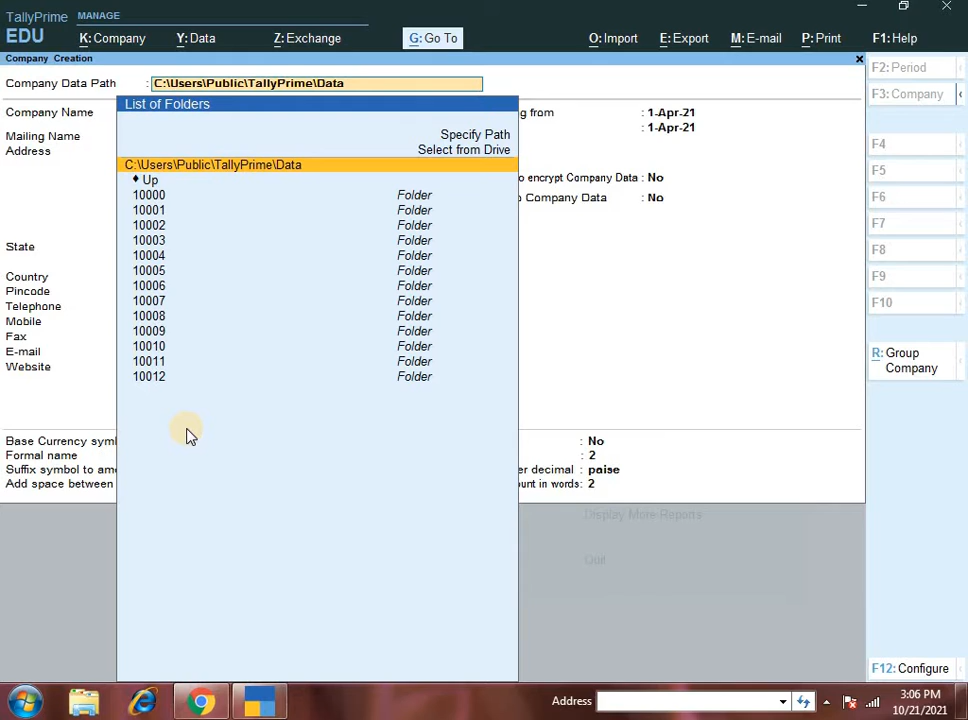 TallyPrime MANAGE
EDU K: Company Y: Data Z: Exchange G: Go To O: Import E: Export M: E-mail P: Print F1: Help
Company Creation
F2: Period
Company Data Path : C:\Users\Public\TallyPrime\Data
F3: Company
List of Folders
Company Name
ng from : 1-Apr-21
: 1-Apr-21
Mailing Name
Specify Path
Address
Select from Drive
F4
C:\Users\Public\TallyPrime\Data
F5
Up
o encrypt Company Data : No
10000 Folder
o Company Data : No
F6
10001 Folder
10002 Folder
F7
10003 Folder
State
F8
10004 Folder
10005 Folder
Country
F9
10006 Folder
Pincode
10007 Folder
Telephone
F10
10008 Folder
Mobile
10009 Folder
Fax
10010 Folder
E-mail
R: Group
Company
10011 Folder
Website
10012 Folder
Base Currency symb
: No
Formal name
: 2
Suffix symbol to am
er decimal : paise
Add space between
ount in words: 2
Display More Reports
Quit
F12: Configure
Address
3:06 PM
10/21/2021